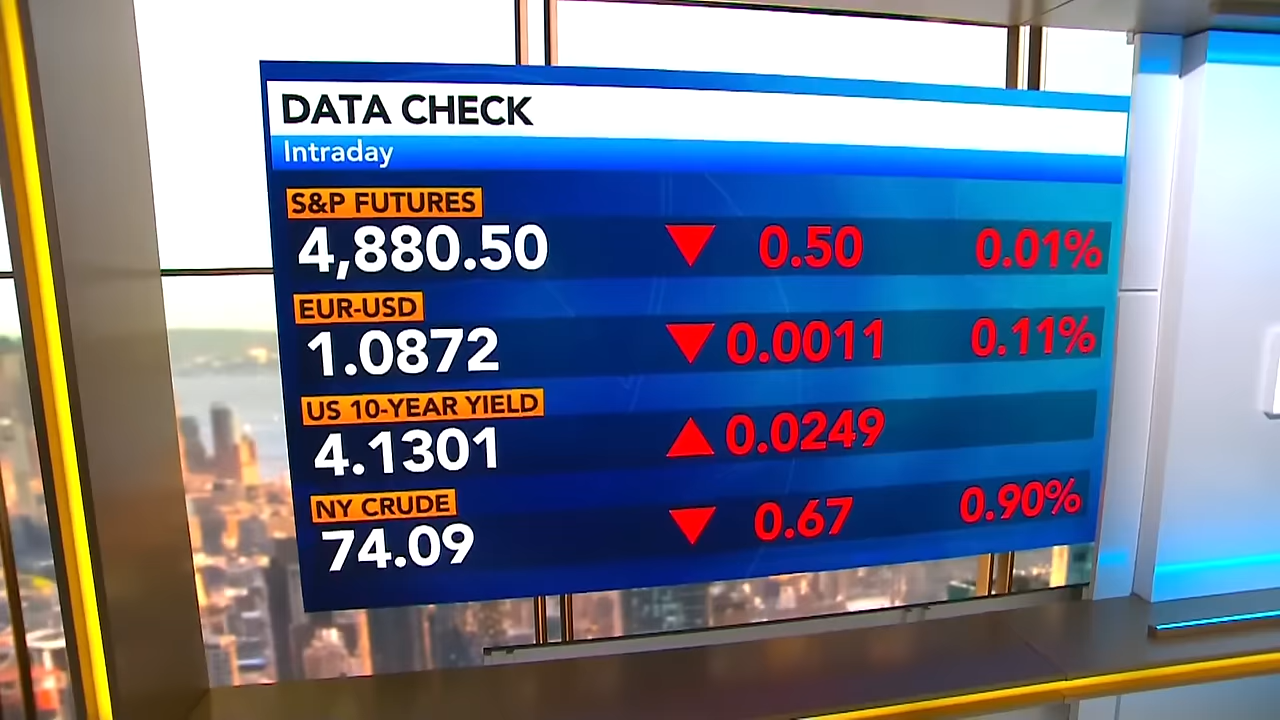 DATA CHECK
Intraday
S&P FUTURES
4,880.50 ▼ 0.50 0.01%
EUR-USD
1.0872 ▼ 0.0011 0.11%
US 10-YEAR YIELD
4.1301 ▲ 0.0249
NY CRUDE
74.09 ▼ 0.67 0.90%